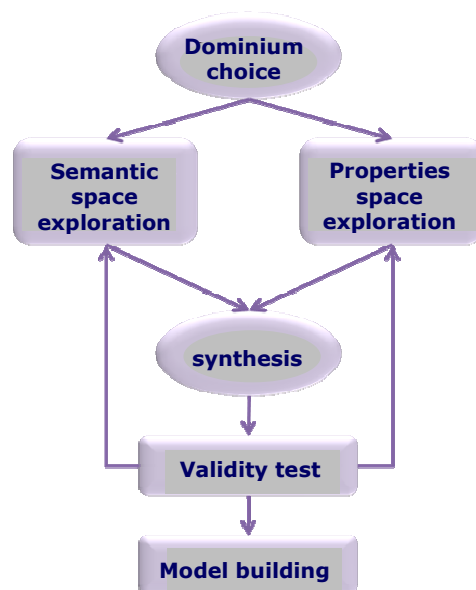 Dominium
choice
Semantic
space
exploration
Properties
space
exploration
synthesis
Validity test
Model building